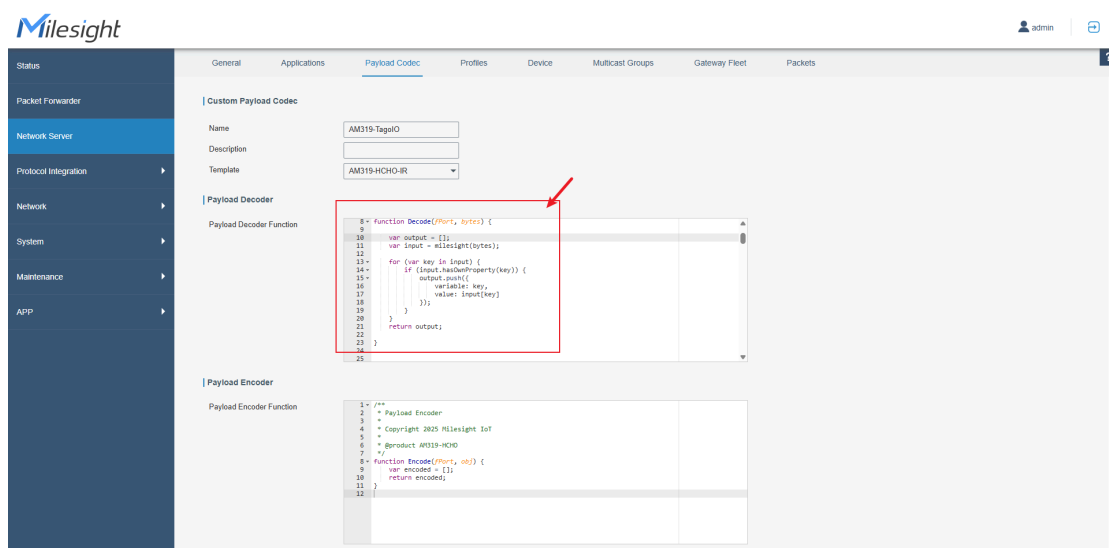 Milesight
admin
Status
Packet Forwarder
Network Server
Protocol Integration
Network
System
Maintenance
APP
General Applications Payload Codec Profiles Device Multicast Groups Gateway Fleet Packets
?
Custom Payload Codec
Name AM319-TagoIO
Description
Template AM319-HCHO-IR
Payload Decoder
Payload Decoder Function
8 function Decode(fPort, bytes) {
9
10 var output = [];
11 var input = milesight(bytes);
12
13 for (var key in input) {
14 if (input.hasOwnProperty(key)) {
15 output.push({
16 variable: key,
17 value: input[key]
18 });
19 }
20 }
21 return output;
22
23 }
24
25
Payload Encoder
Payload Encoder Function
1 /**
2 * Payload Encoder
3 *
4 * Copyright 2025 Milesight IoT
5 *
6 * @product AM319-HCHO
7 */
8 function Encode(fPort, obj) {
9 var encoded = [];
10 return encoded;
11 }
12